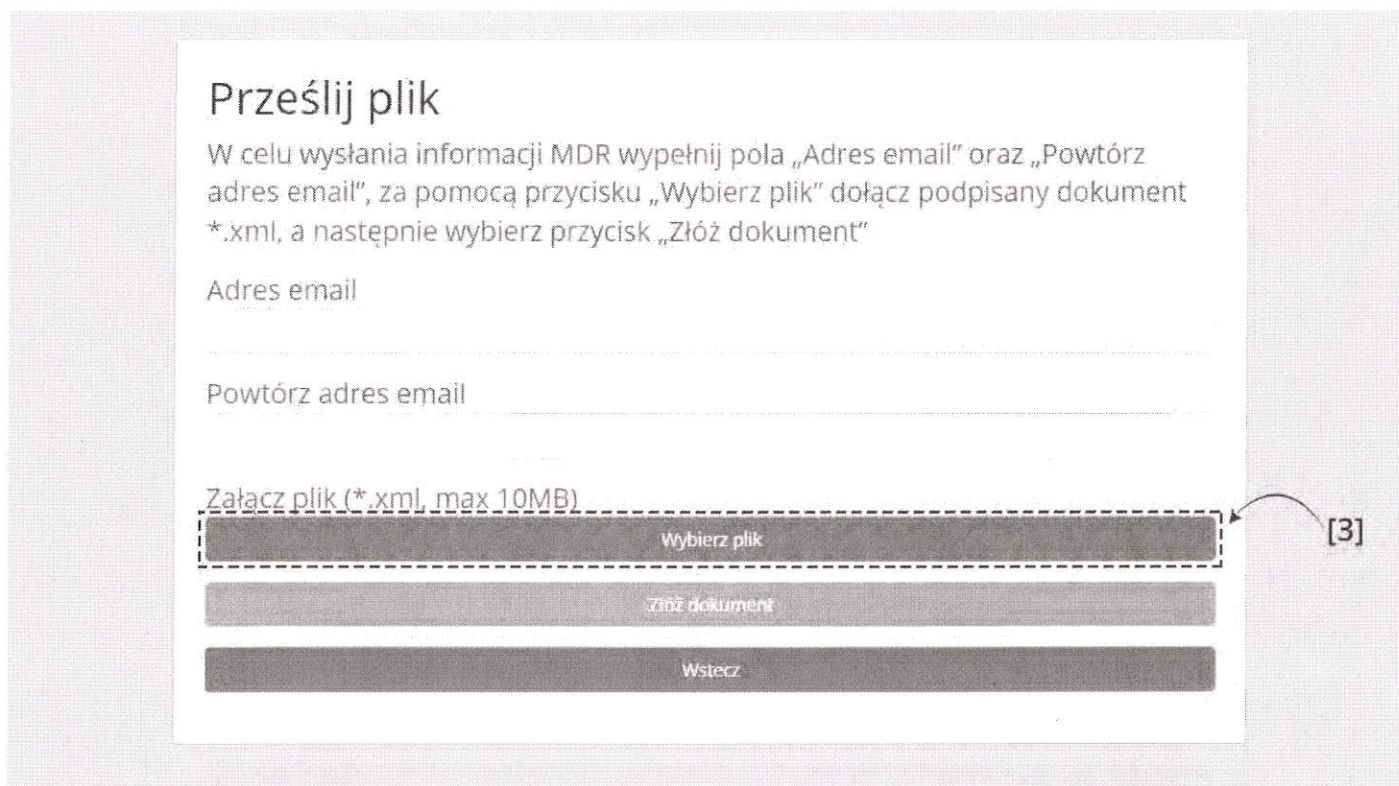 Prześlij plik
W celu wysłania informacji MDR wypełnij pola „Adres email” oraz „Powtórz
adres email”, za pomocą przycisku „Wybierz plik” dołącz podpisany dokument
*.xml, a następnie wybierz przycisk „Złóż dokument”
Adres email
Powtórz adres email
Załącz plik (*.xml, max 10MB)
Wybierz plik
[3]
Złóż dokument
Wstecz